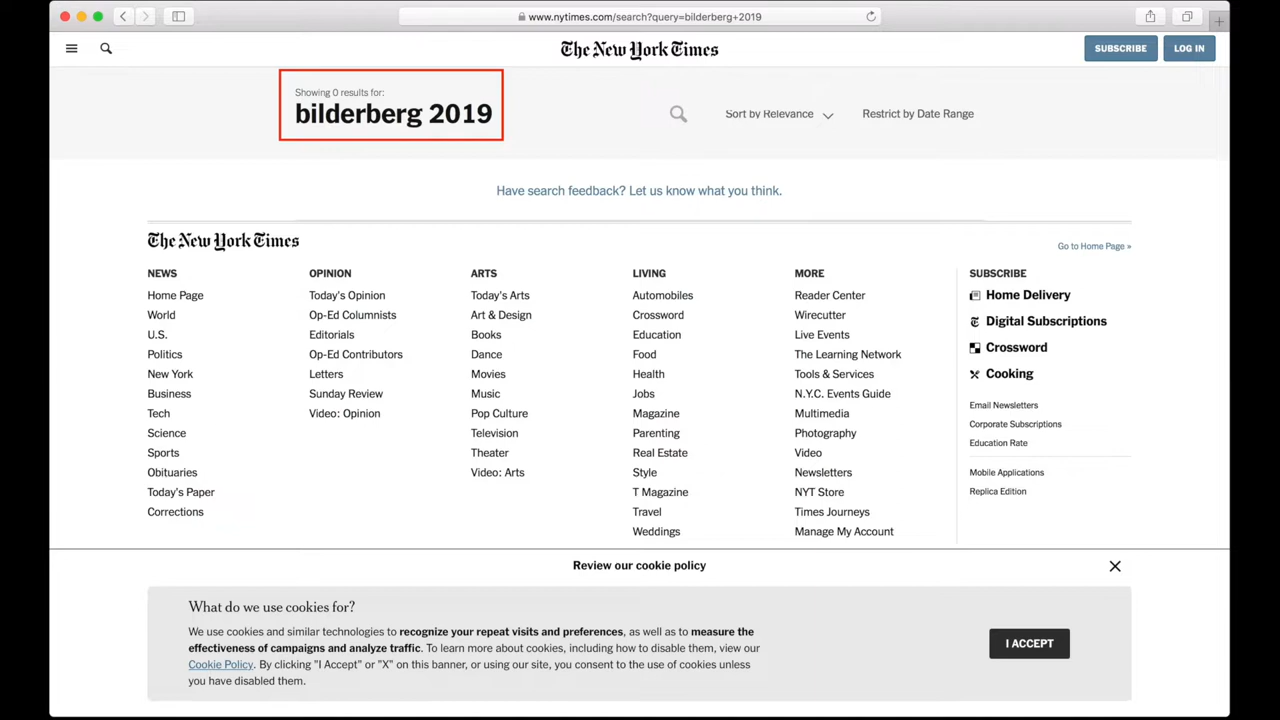 www.nytimes.com/search?query=bilderberg+2019
The New York Times
SUBSCRIBE
LOG IN
Showing 0 results for:
bilderberg 2019
Sort by Relevance
Restrict by Date Range
Have search feedback? Let us know what you think.
The New York Times
Go to Home Page »
NEWS
Home Page
World
U.S.
Politics
New York
Business
Tech
Science
Sports
Obituaries
Today's Paper
Corrections
OPINION
Today's Opinion
Op-Ed Columnists
Editorials
Op-Ed Contributors
Letters
Sunday Review
Video: Opinion
ARTS
Today's Arts
Art & Design
Books
Dance
Movies
Music
Pop Culture
Television
Theater
Video: Arts
LIVING
Automobiles
Crossword
Education
Food
Health
Jobs
Magazine
Parenting
Real Estate
Style
T Magazine
Travel
Weddings
MORE
Reader Center
Wirecutter
Live Events
The Learning Network
Tools & Services
N.Y.C. Events Guide
Multimedia
Photography
Video
Newsletters
NYT Store
Times Journeys
Manage My Account
SUBSCRIBE
Home Delivery
Digital Subscriptions
Crossword
Cooking
Email Newsletters
Corporate Subscriptions
Education Rate
Mobile Applications
Replica Edition
Review our cookie policy
What do we use cookies for?
We use cookies and similar technologies to recognize your repeat visits and preferences, as well as to measure the
effectiveness of campaigns and analyze traffic. To learn more about cookies, including how to disable them, view our
Cookie Policy. By clicking "I Accept" or "X" on this banner, or using our site, you consent to the use of cookies unless
you have disabled them.
I ACCEPT